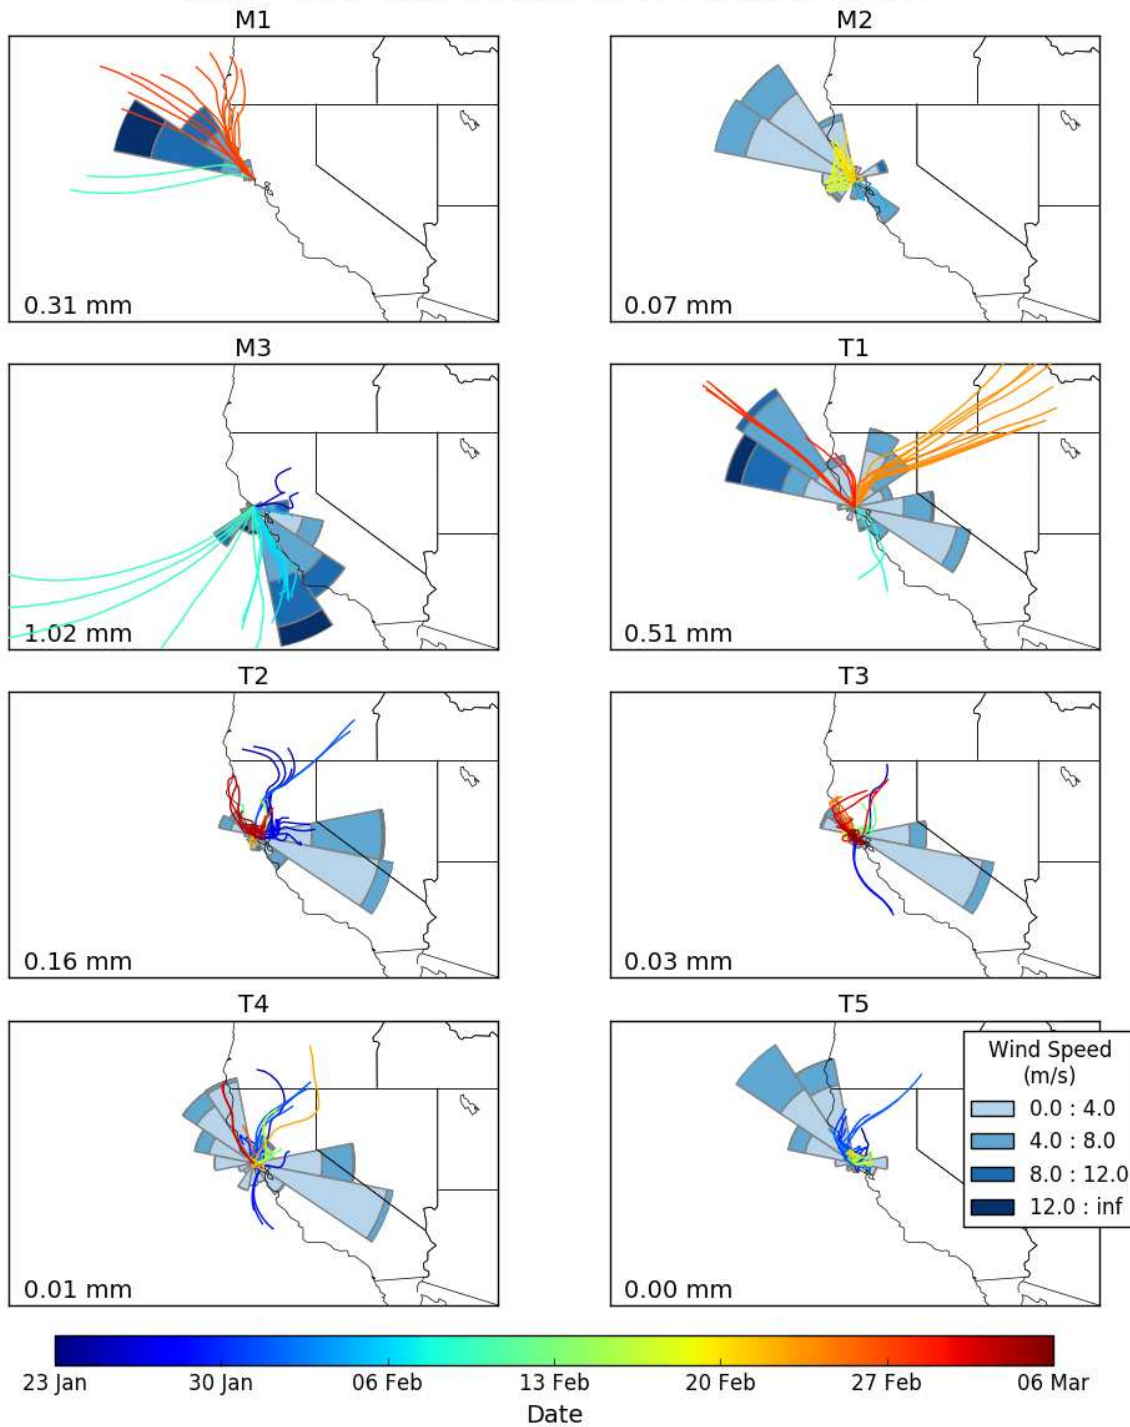 M1
M2
0.31 mm
0.07 mm
M3
T1
1.02 mm
0.51 mm
T2
T3
0.16 mm
0.03 mm
T4
T5
Wind Speed
(m/s)
0.0 : 4.0
4.0 : 8.0
8.0 : 12.0
12.0 : inf
0.01 mm
0.00 mm
23 Jan
30 Jan
06 Feb
13 Feb
20 Feb
27 Feb
06 Mar
Date